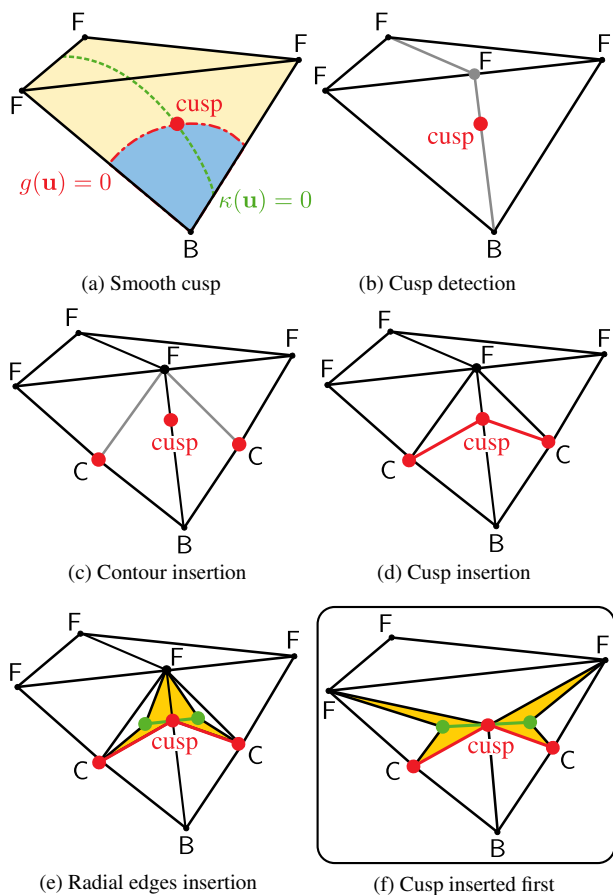 F
F
F
cusp
g(u) = 0
κ(u) = 0
B
(a) Smooth cusp
F
F
F
F
cusp
B
(b) Cusp detection
F
F
F
F
cusp
C
C
B
(c) Contour insertion
F
F
F
F
cusp
C
C
B
(d) Cusp insertion
F
F
F
F
cusp
C
C
B
(e) Radial edges insertion
F
F
F
cusp
C
C
B
(f) Cusp inserted first